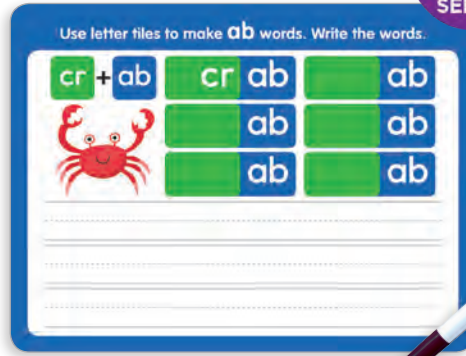 SEE
Use letter tiles to make ab words. Write the words.
cr + ab cr ab ab
ab ab
ab ab